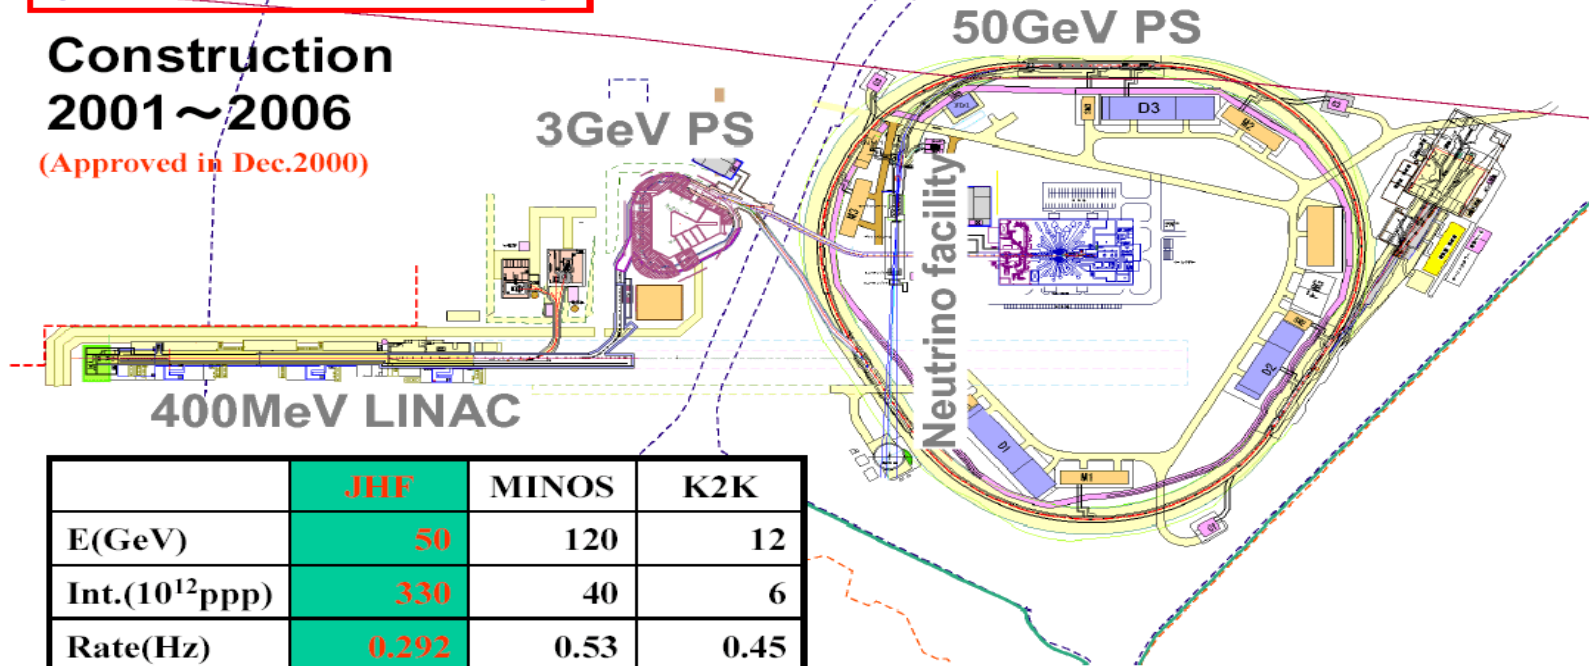 50GeV PS
Construction
2001～2006
(Approved in Dec.2000)
3GeV PS
D3
M2
M3
Neutrino facility
D2
D1
M1
400MeV LINAC
JHF MINOS K2K
E(GeV) 50 120 12
Int.(10¹²ppp) 330 40 6
Rate(Hz) 0.292 0.53 0.45